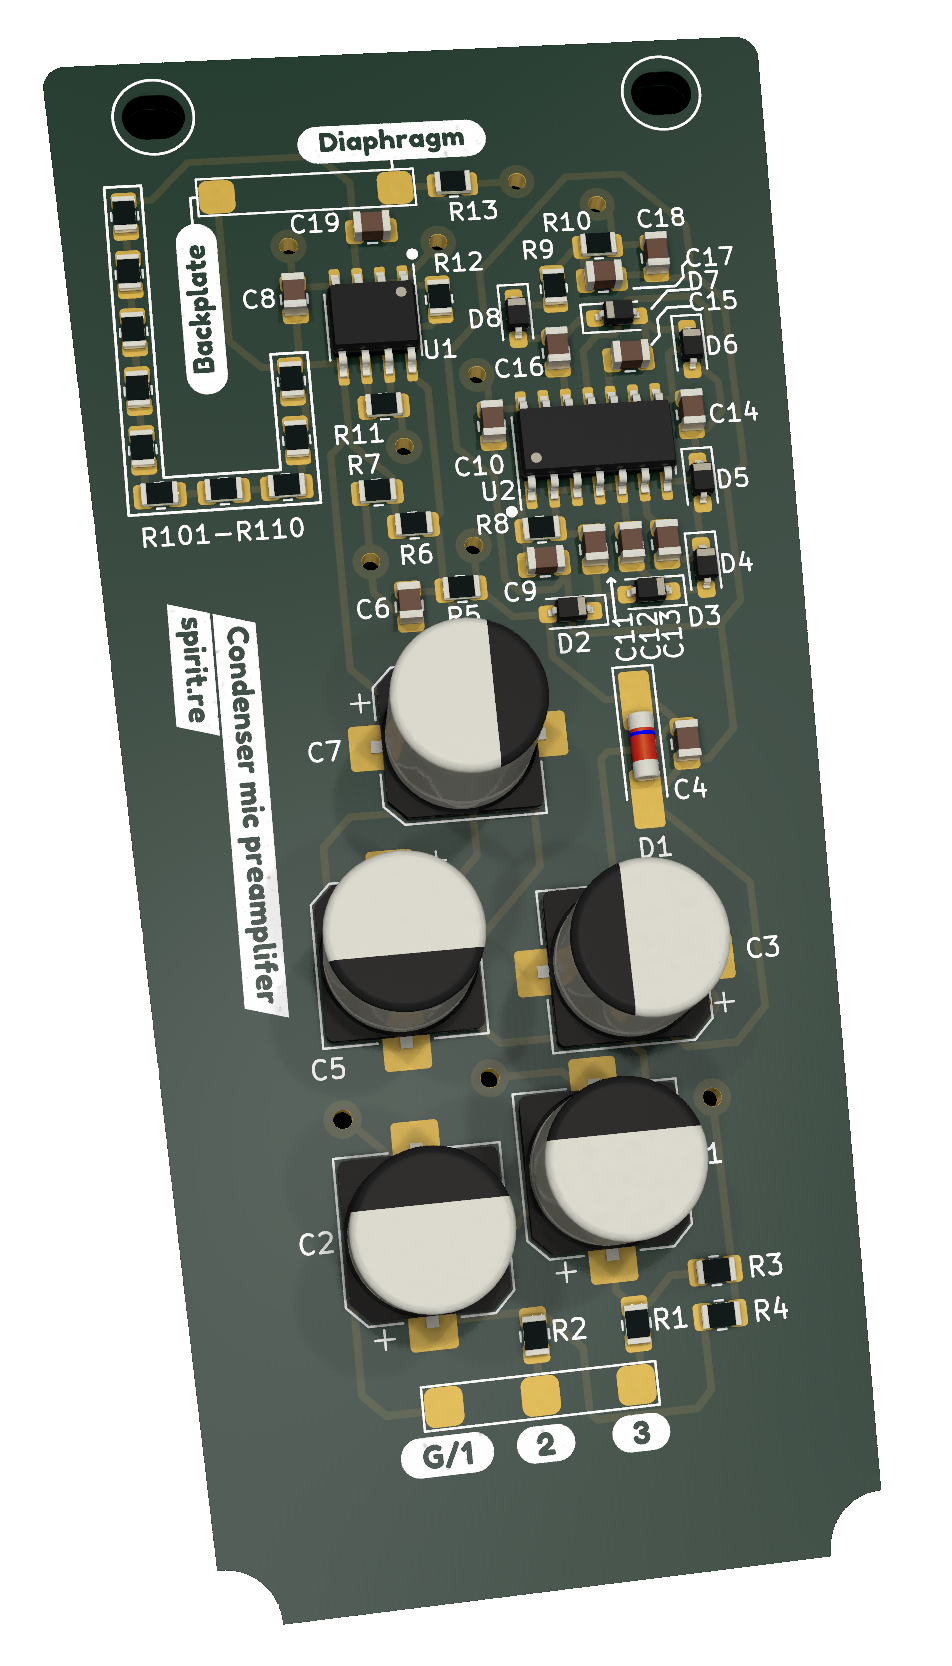 Diaphragm
R13
C19
R10
C18
R9
C17
R12
D7
Backplate
C8
C15
D8
D6
U1
C16
C14
R11
C10
R7
D5
U2
R8
R101-R110
R6
D4
C9
C6
R5
D3
D2
C11
C12
C13
Condenser mic preamplifer
spirit.re
+
C7
C4
D1
+
C3
+
C5
1
C2
R3
+
R4
R1
R2
+
3
2
G/1